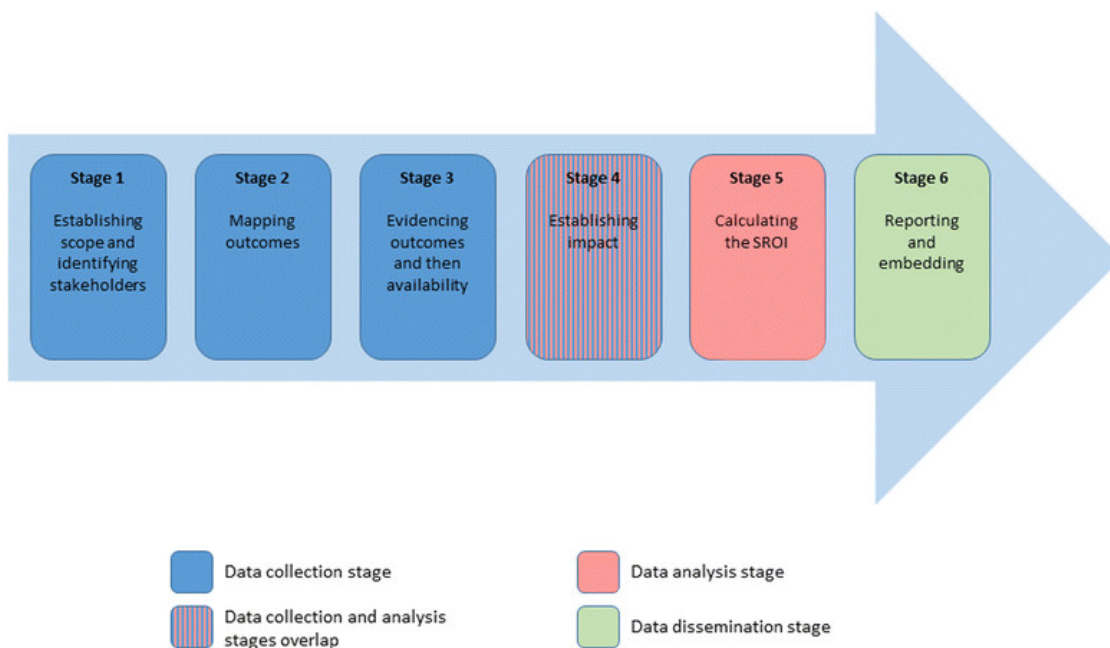 Stage 1
Establishing
scope and
identifying
stakeholders
Stage 2
Mapping
outcomes
Stage 3
Evidencing
outcomes
and then
availability
Stage 4
Establishing
impact
Stage 5
Calculating
the SROI
Stage 6
Reporting
and
embedding
Data collection stage
Data collection and analysis
stages overlap
Data analysis stage
Data dissemination stage